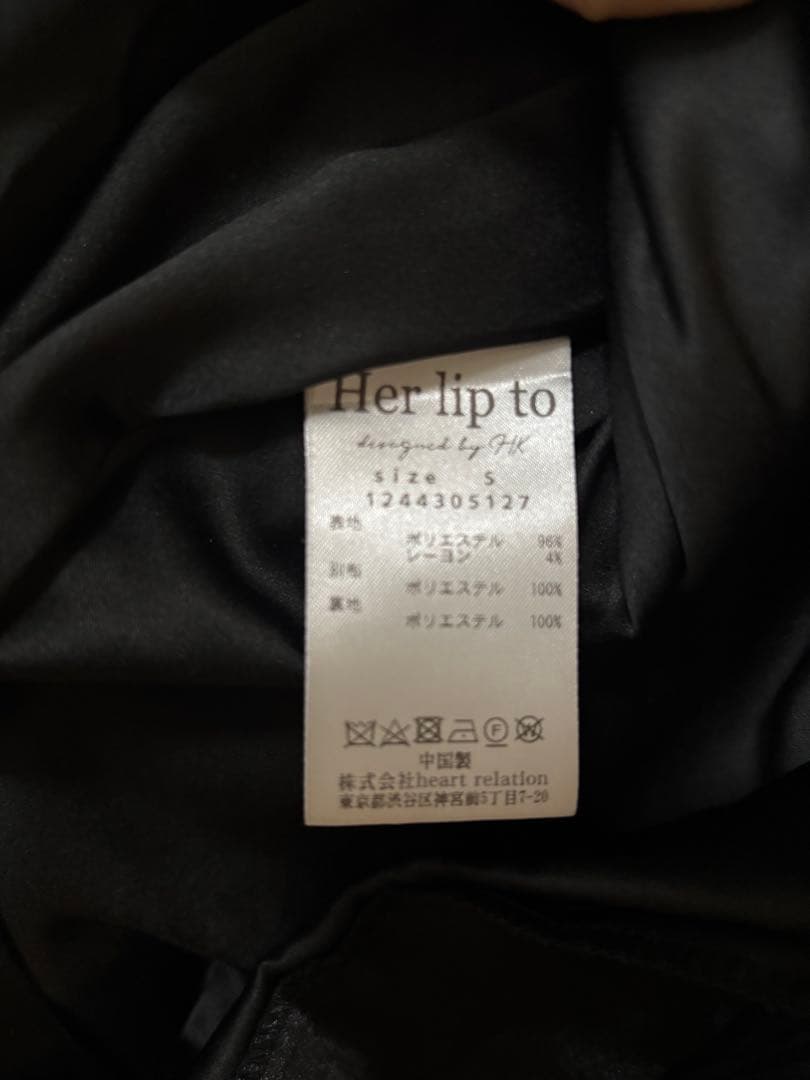 Her lip to
designed by HK
size S
1244305127
表地
ポリエステル 96%
レーヨン 4%
別布
ポリエステル 100%
裏地
ポリエステル 100%
F W
中国製
株式会社heart relation
東京都渋谷区神宮前5丁目7-20